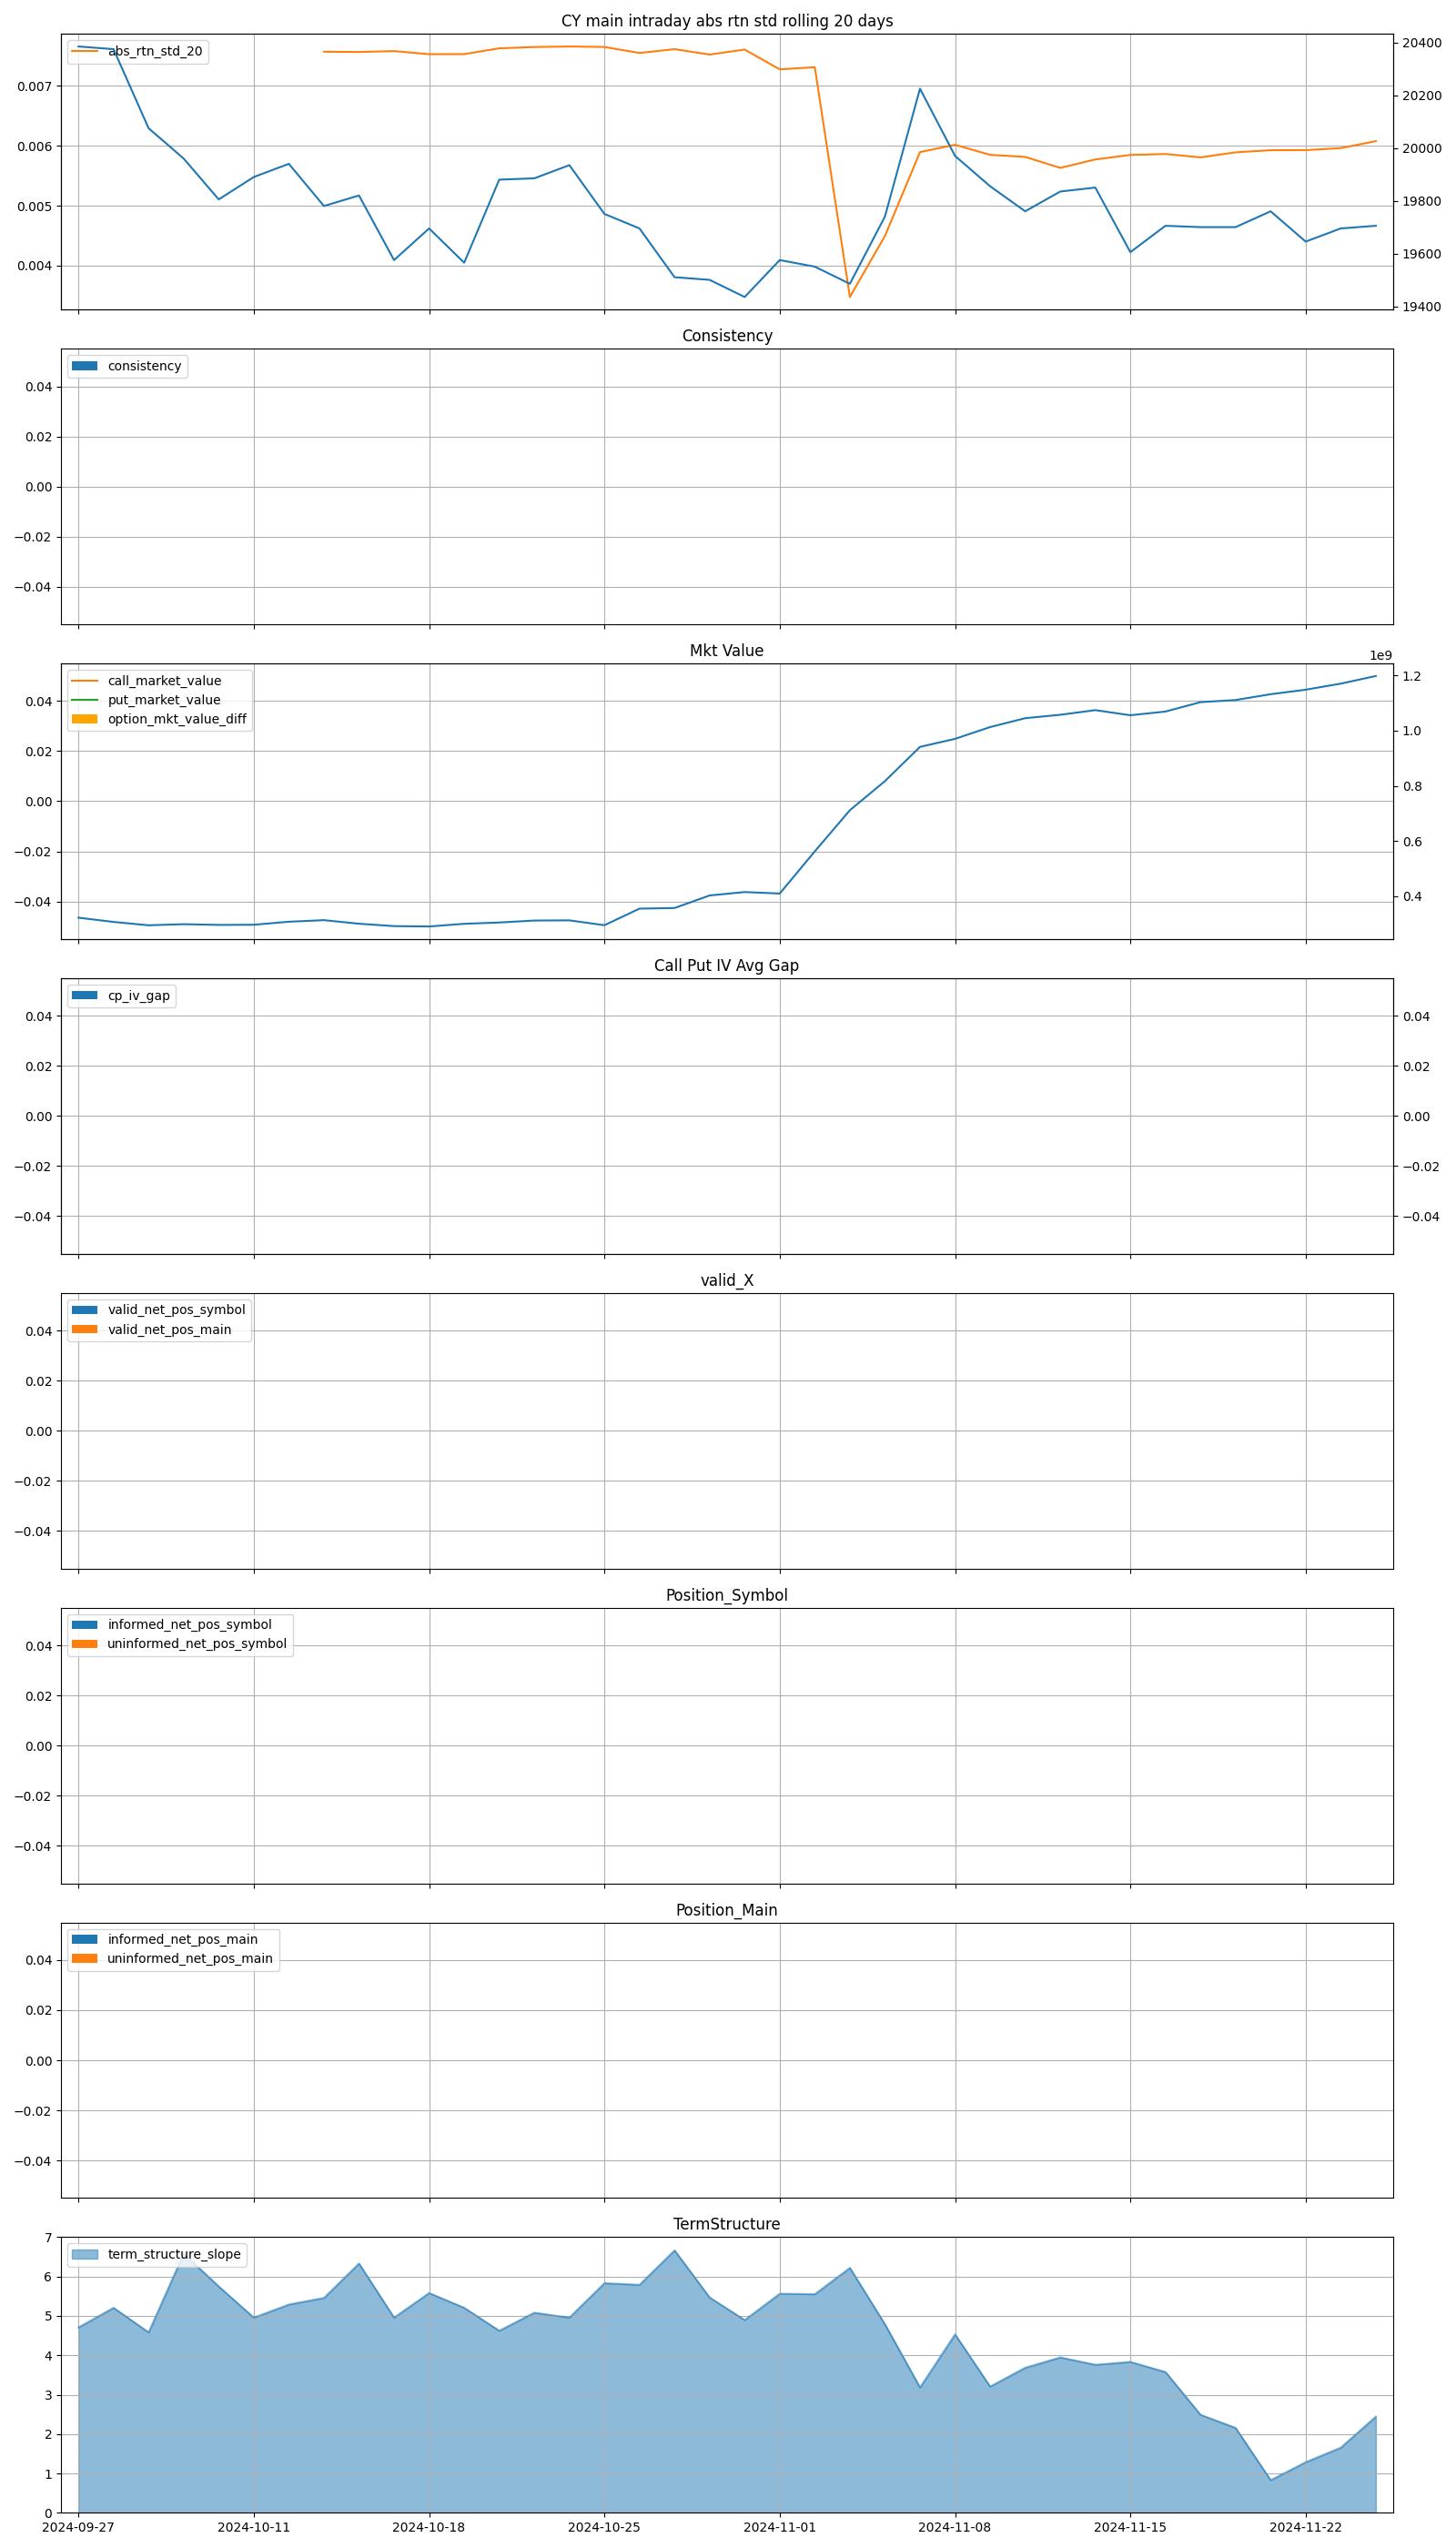 CY main intraday abs rtn std rolling 20 days
abs_rtn_std_20
0.007
0.006
0.005
0.004
20400
20200
20000
19800
19600
19400
Consistency
consistency
0.04
0.02
0.00
−0.02
−0.04
Mkt Value
1e9
call_market_value
put_market_value
option_mkt_value_diff
0.04
0.02
0.00
−0.02
−0.04
1.2
1.0
0.8
0.6
0.4
Call Put IV Avg Gap
cp_iv_gap
0.04
0.02
0.00
−0.02
−0.04
0.04
0.02
0.00
−0.02
−0.04
valid_X
valid_net_pos_symbol
valid_net_pos_main
0.04
0.02
0.00
−0.02
−0.04
Position_Symbol
informed_net_pos_symbol
uninformed_net_pos_symbol
0.04
0.02
0.00
−0.02
−0.04
Position_Main
informed_net_pos_main
uninformed_net_pos_main
0.04
0.02
0.00
−0.02
−0.04
TermStructure
term_structure_slope
7
6
5
4
3
2
1
0
2024-09-27 2024-10-11 2024-10-18 2024-10-25 2024-11-01 2024-11-08 2024-11-15 2024-11-22